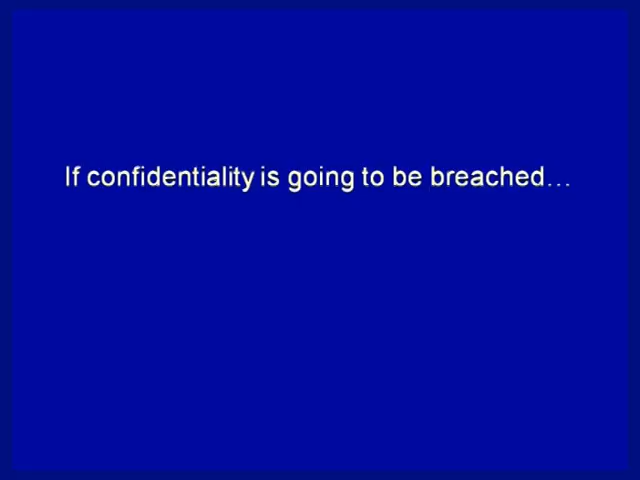 If confidentiality is going to be breached…